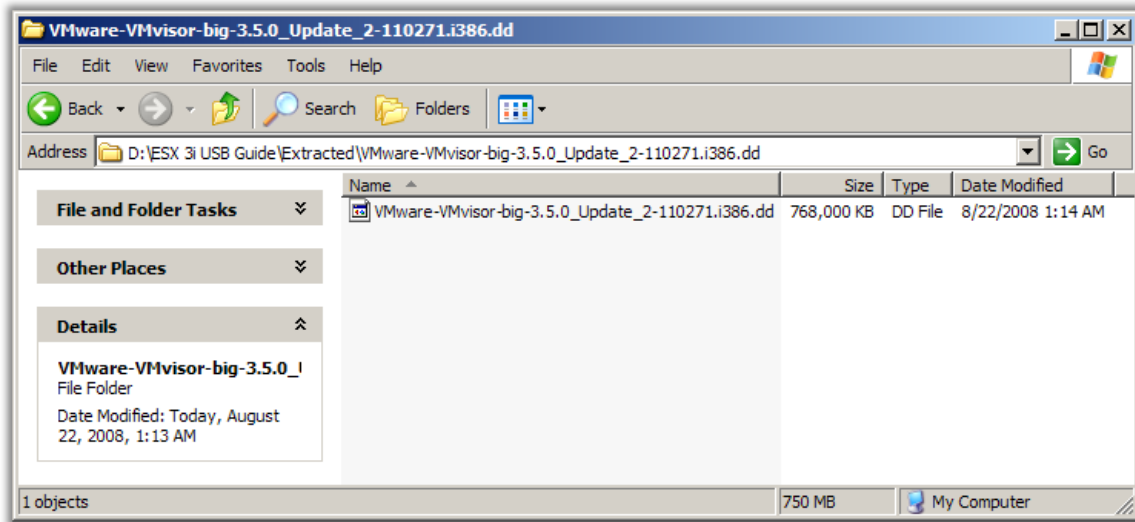 VMware-VMvisor-big-3.5.0_Update_2-110271.i386.dd
File Edit View Favorites Tools Help
Back Search Folders
Address D:\ESX 3i USB Guide\Extracted\VMware-VMvisor-big-3.5.0_Update_2-110271.i386.dd Go
Name Size Type Date Modified
VMware-VMvisor-big-3.5.0_Update_2-110271.i386.dd 768,000 KB DD File 8/22/2008 1:14 AM
File and Folder Tasks
Other Places
Details
VMware-VMvisor-big-3.5.0_
File Folder
Date Modified: Today, August
22, 2008, 1:13 AM
1 objects 750 MB My Computer